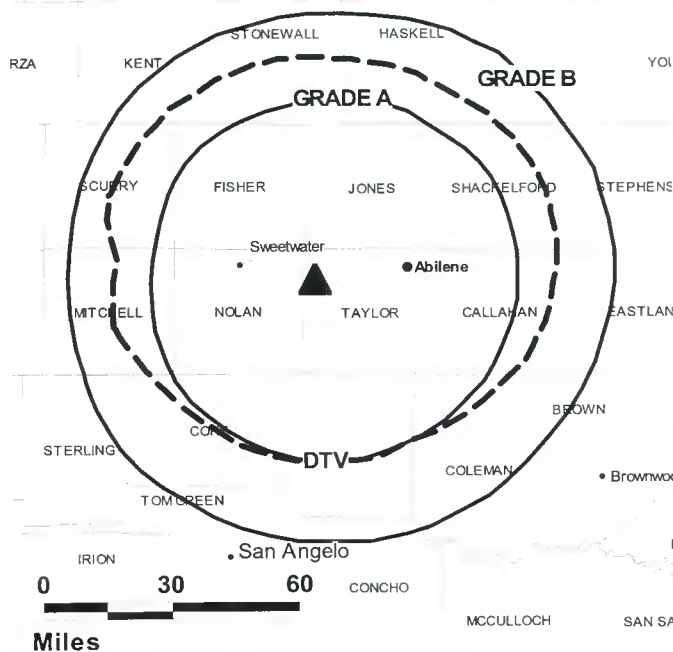 STONEWALL HASKELL
RZA KENT YOU
GRADE B
GRADE A
SCURRY FISHER JONES SHACKELFORD STEPHENS
Sweetwater
Abilene
MITCHELL NOLAN TAYLOR CALLAHAN EASTLAN
BROWN
COKE
STERLING DTV
COLEMAN
Brownwoo
TOM GREEN
San Angelo
IRION
0 30 60
CONCHO
MCCULLOCH SAN SA
Miles